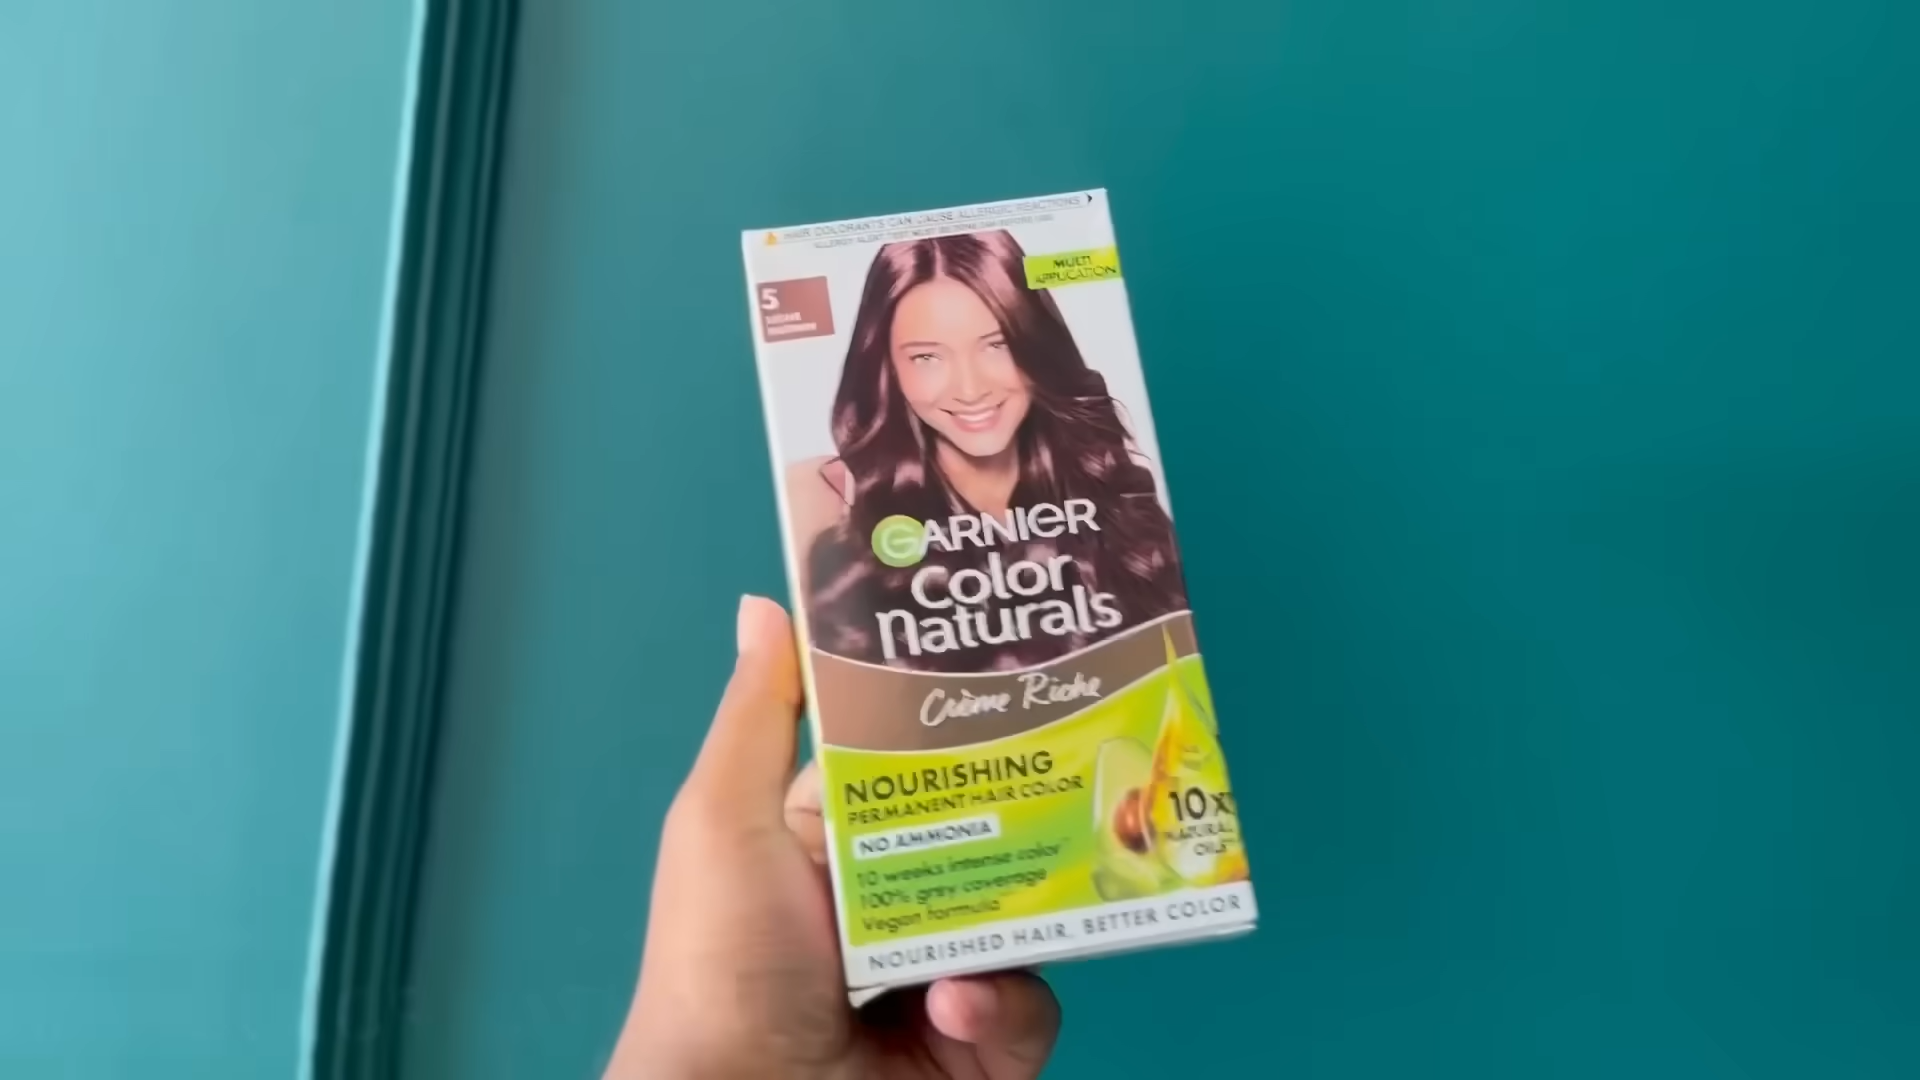 HAIR COLORANTS CAN CAUSE ALLERGIC REACTIONS
MULTI
APPLICATION
5
GARNIER
Color
Naturals
Crème Riche
NOURISHING
PERMANENT HAIR COLOR
NO AMMONIA
10 weeks intense color
100% grey coverage
Vegan formula
10 X
NATURAL
OILS
NOURISHED HAIR, BETTER COLOR